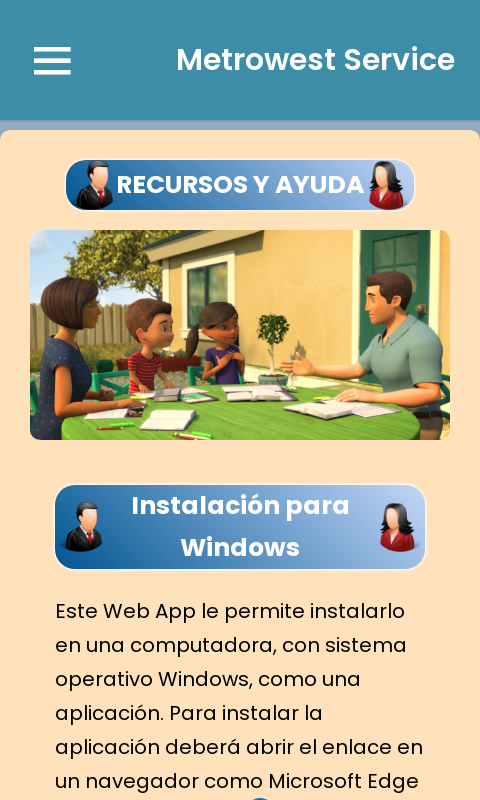 Metrowest Service
RECURSOS Y AYUDA
Instalación para
Windows
Este Web App le permite instalarlo
en una computadora, con sistema
operativo Windows, como una
aplicación. Para instalar la
aplicación deberá abrir el enlace en
un navegador como Microsoft Edge